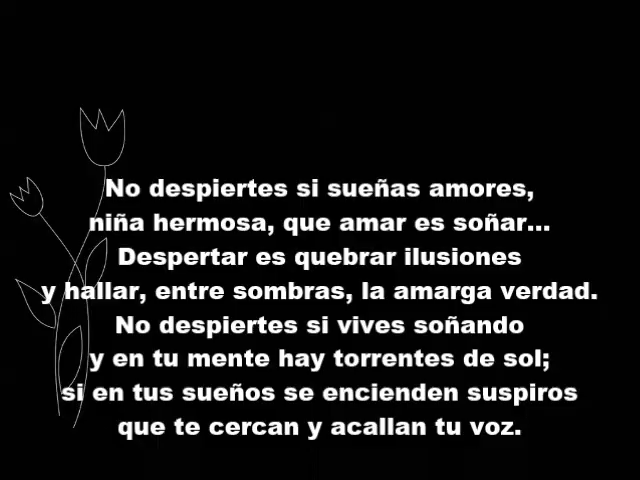 No despiertes si sueñas amores,
niña hermosa, que amar es soñar...
Despertar es quebrar ilusiones
y hallar, entre sombras, la amarga verdad.
No despiertes si vives soñando
y en tu mente hay torrentes de sol;
si en tus sueños se encienden suspiros
que te cercan y acallan tu voz.